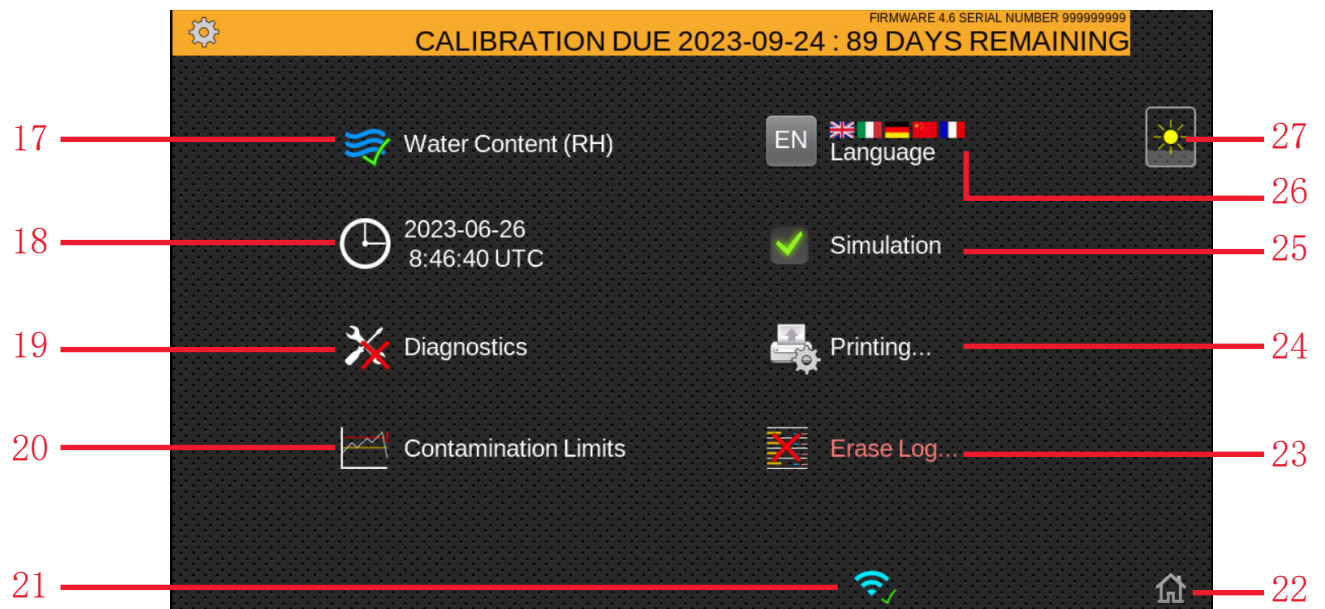 FIRMWARE 4.6 SERIAL NUMBER 999999999
CALIBRATION DUE 2023-09-24 : 89 DAYS REMAINING
17
Water Content (RH)
EN
Language
27
26
18
2023-06-26
8:46:40 UTC
Simulation
25
19
Diagnostics
Printing...
24
20
Contamination Limits
Erase Log...
23
21
22